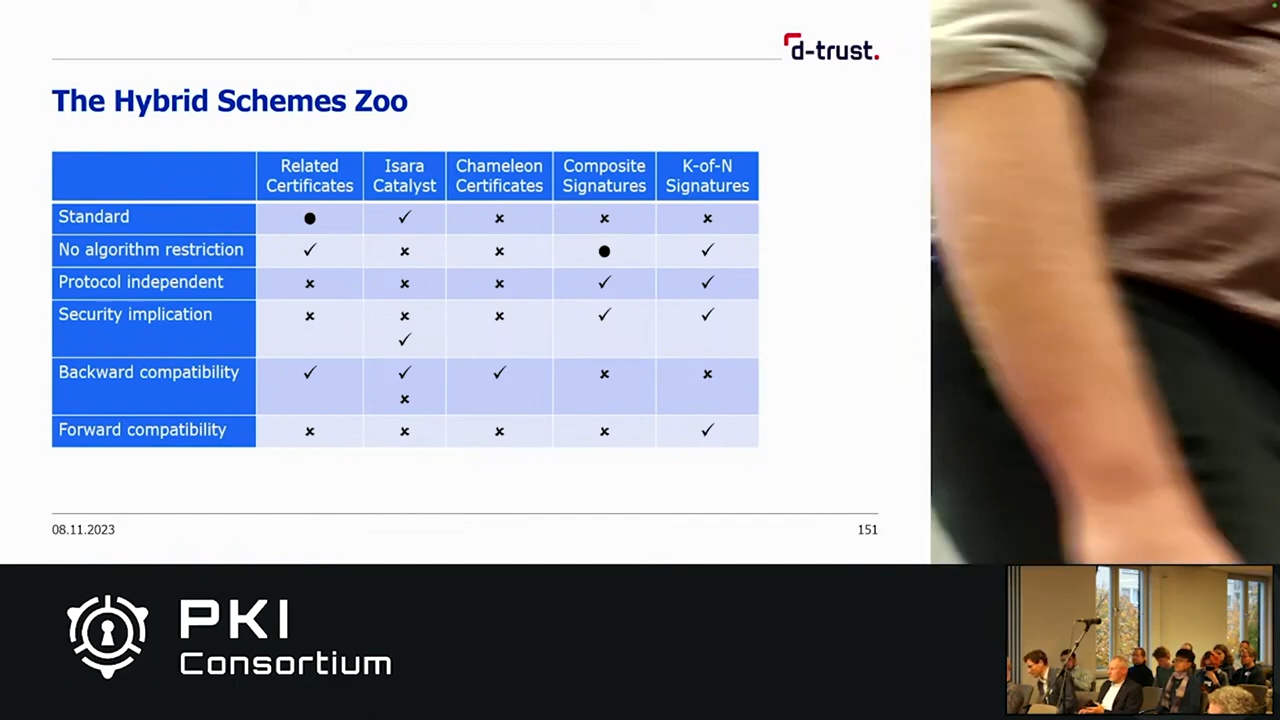 d-trust.
The Hybrid Schemes Zoo
Related Certificates Isara Catalyst Chameleon Certificates Composite Signatures K-of-N Signatures
Standard ● ✓ × × ×
No algorithm restriction ✓ × × ● ✓
Protocol independent × × × ✓ ✓
Security implication × × ✓ × ✓ ✓
Backward compatibility ✓ ✓ × ✓ × ×
Forward compatibility × × × × ✓
08.11.2023 151
PKI
Consortium